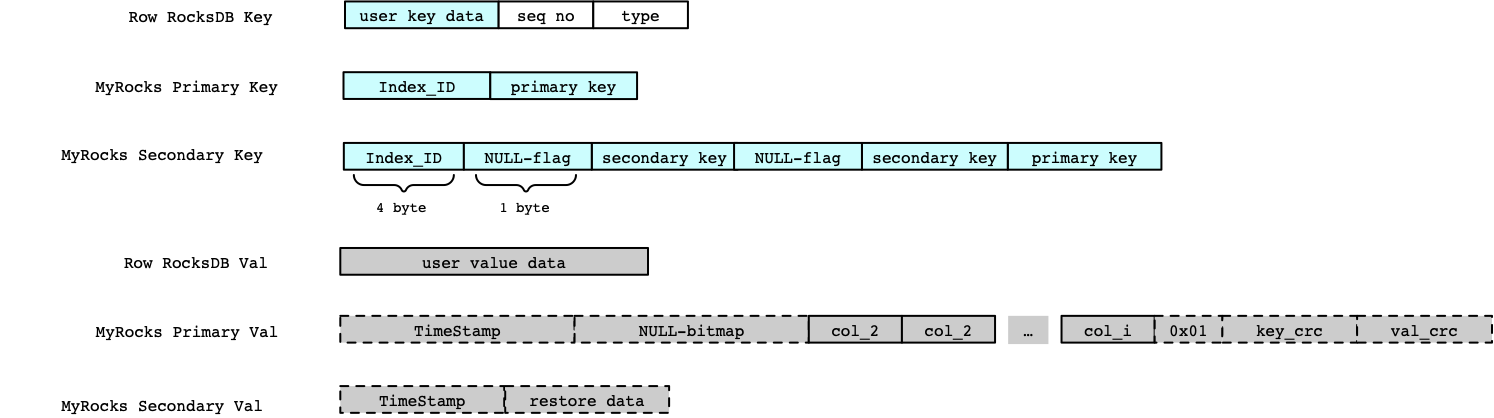 Row RocksDB Key user key data seq no type
MyRocks Primary Key Index_ID primary key
MyRocks Secondary Key Index_ID NULL-flag secondary key NULL-flag secondary key primary key
4 byte 1 byte
Row RocksDB Val user value data
MyRocks Primary Val TimeStamp NULL-bitmap col_2 col_2 … col_i 0x01 key_crc val_crc
MyRocks Secondary Val TimeStamp restore data